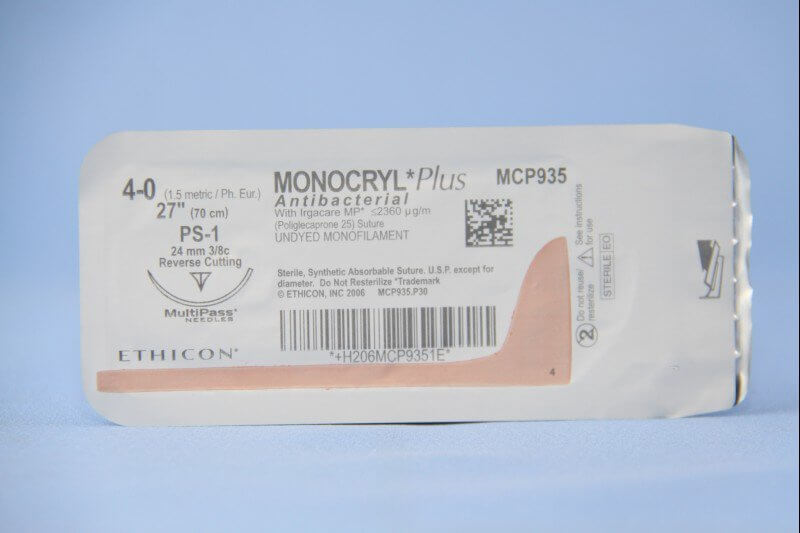 4-0 (1.5 metric / Ph. Eur.)
27" (70 cm)
PS-1
24 mm 3/8c
Reverse Cutting
MultiPass*
NEEDLES
ETHICON*
MONOCRYL* Plus MCP935
Antibacterial
With Irgacare MP* ≤2360 µg/m
(Poliglecaprone 25) Suture
UNDYED MONOFILAMENT
Sterile, Synthetic Absorbable Suture. U.S.P. except for
diameter. Do Not Resterilize *Trademark
© ETHICON, INC 2006 MCP935.P30
*+H206MCP9351E*
4
2 Do not reuse/
resterilize
See instructions
for use
STERILE EO